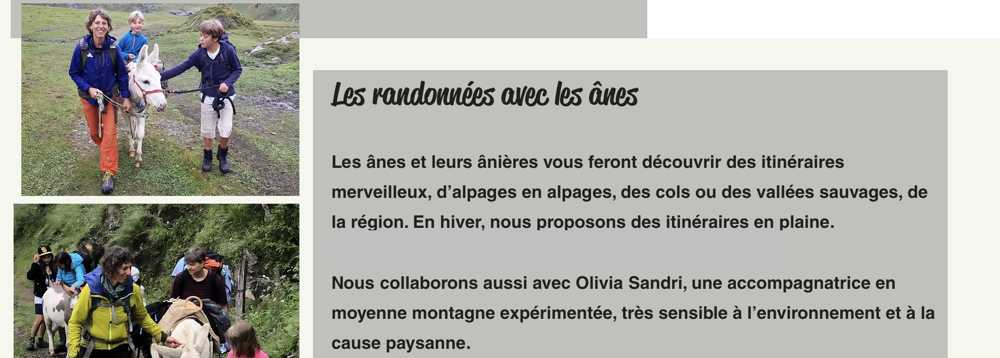 Les randonnées avec les ânes
Les ânes et leurs ânières vous feront découvrir des itinéraires
merveilleux, d’alpages en alpages, des cols ou des vallées sauvages, de
la région. En hiver, nous proposons des itinéraires en plaine.
Nous collaborons aussi avec Olivia Sandri, une accompagnatrice en
moyenne montagne expérimentée, très sensible à l’environnement et à la
cause paysanne.